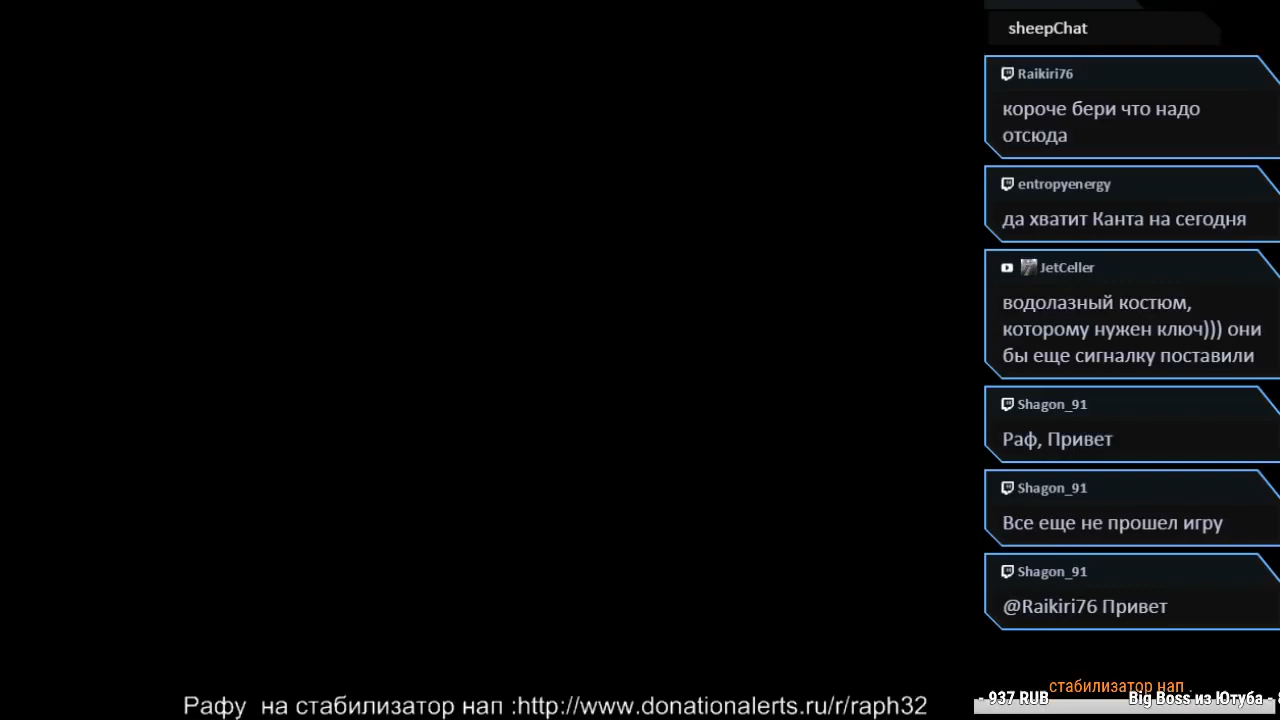 sheepChat
Raikiri76
короче бери что надо
отсюда
entropyenergy
да хватит Канта на сегодня
JetCeller
водолазный костюм,
которому нужен ключ))) они
бы еще сигналку поставили
Shagon_91
Раф, Привет
Shagon_91
Все еще не прошел игру
Shagon_91
@Raikiri76 Привет
Рафу на стабилизатор нап :http://www.donationalerts.ru/r/raph32
стабилизатор нап .
- 937 RUB Big Boss из Ютуба -